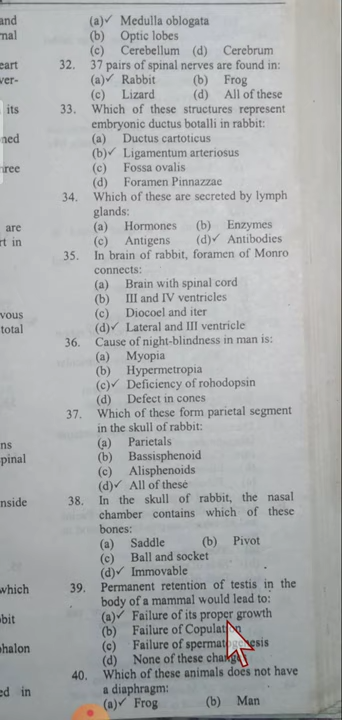 and
mal
eart
ver-
its
ned
hree
are
rt in
vous
total
ns
pinal
nside
which
bit
halon
ed in
(a)✓ Medulla oblogata
(b) Optic lobes
(c) Cerebellum (d) Cerebrum
32. 37 pairs of spinal nerves are found in:
(a)✓ Rabbit (b) Frog
(c) Lizard (d) All of these
33. Which of these structures represent
embryonic ductus botalli in rabbit:
(a) Ductus cartoticus
(b)✓ Ligamentum arteriosus
(c) Fossa ovalis
(d) Foramen Pinnazzae
34. Which of these are secreted by lymph
glands:
(a) Hormones (b) Enzymes
(c) Antigens (d)✓ Antibodies
35. In brain of rabbit, foramen of Monro
connects:
(a) Brain with spinal cord
(b) III and IV ventricles
(c) Diocoel and iter
(d)✓ Lateral and III ventricle
36. Cause of night-blindness in man is:
(a) Myopia
(b) Hypermetropia
(c)✓ Deficiency of rohodopsin
(d) Defect in cones
37. Which of these form parietal segment
in the skull of rabbit:
(a) Parietals
(b) Bassisphenoid
(c) Alisphenoids
(d)✓ All of these
38. In the skull of rabbit, the nasal
chamber contains which of these
bones:
(a) Saddle (b) Pivot
(c) Ball and socket
(d)✓ Immovable
39. Permanent retention of testis in the
body of a mammal would lead to:
(a)✓ Failure of its proper growth
(b) Failure of Copulation
(c) Failure of spermatogenesis
(d) None of these changes
40. Which of these animals does not have
a diaphragm:
(a)✓ Frog (b) Man